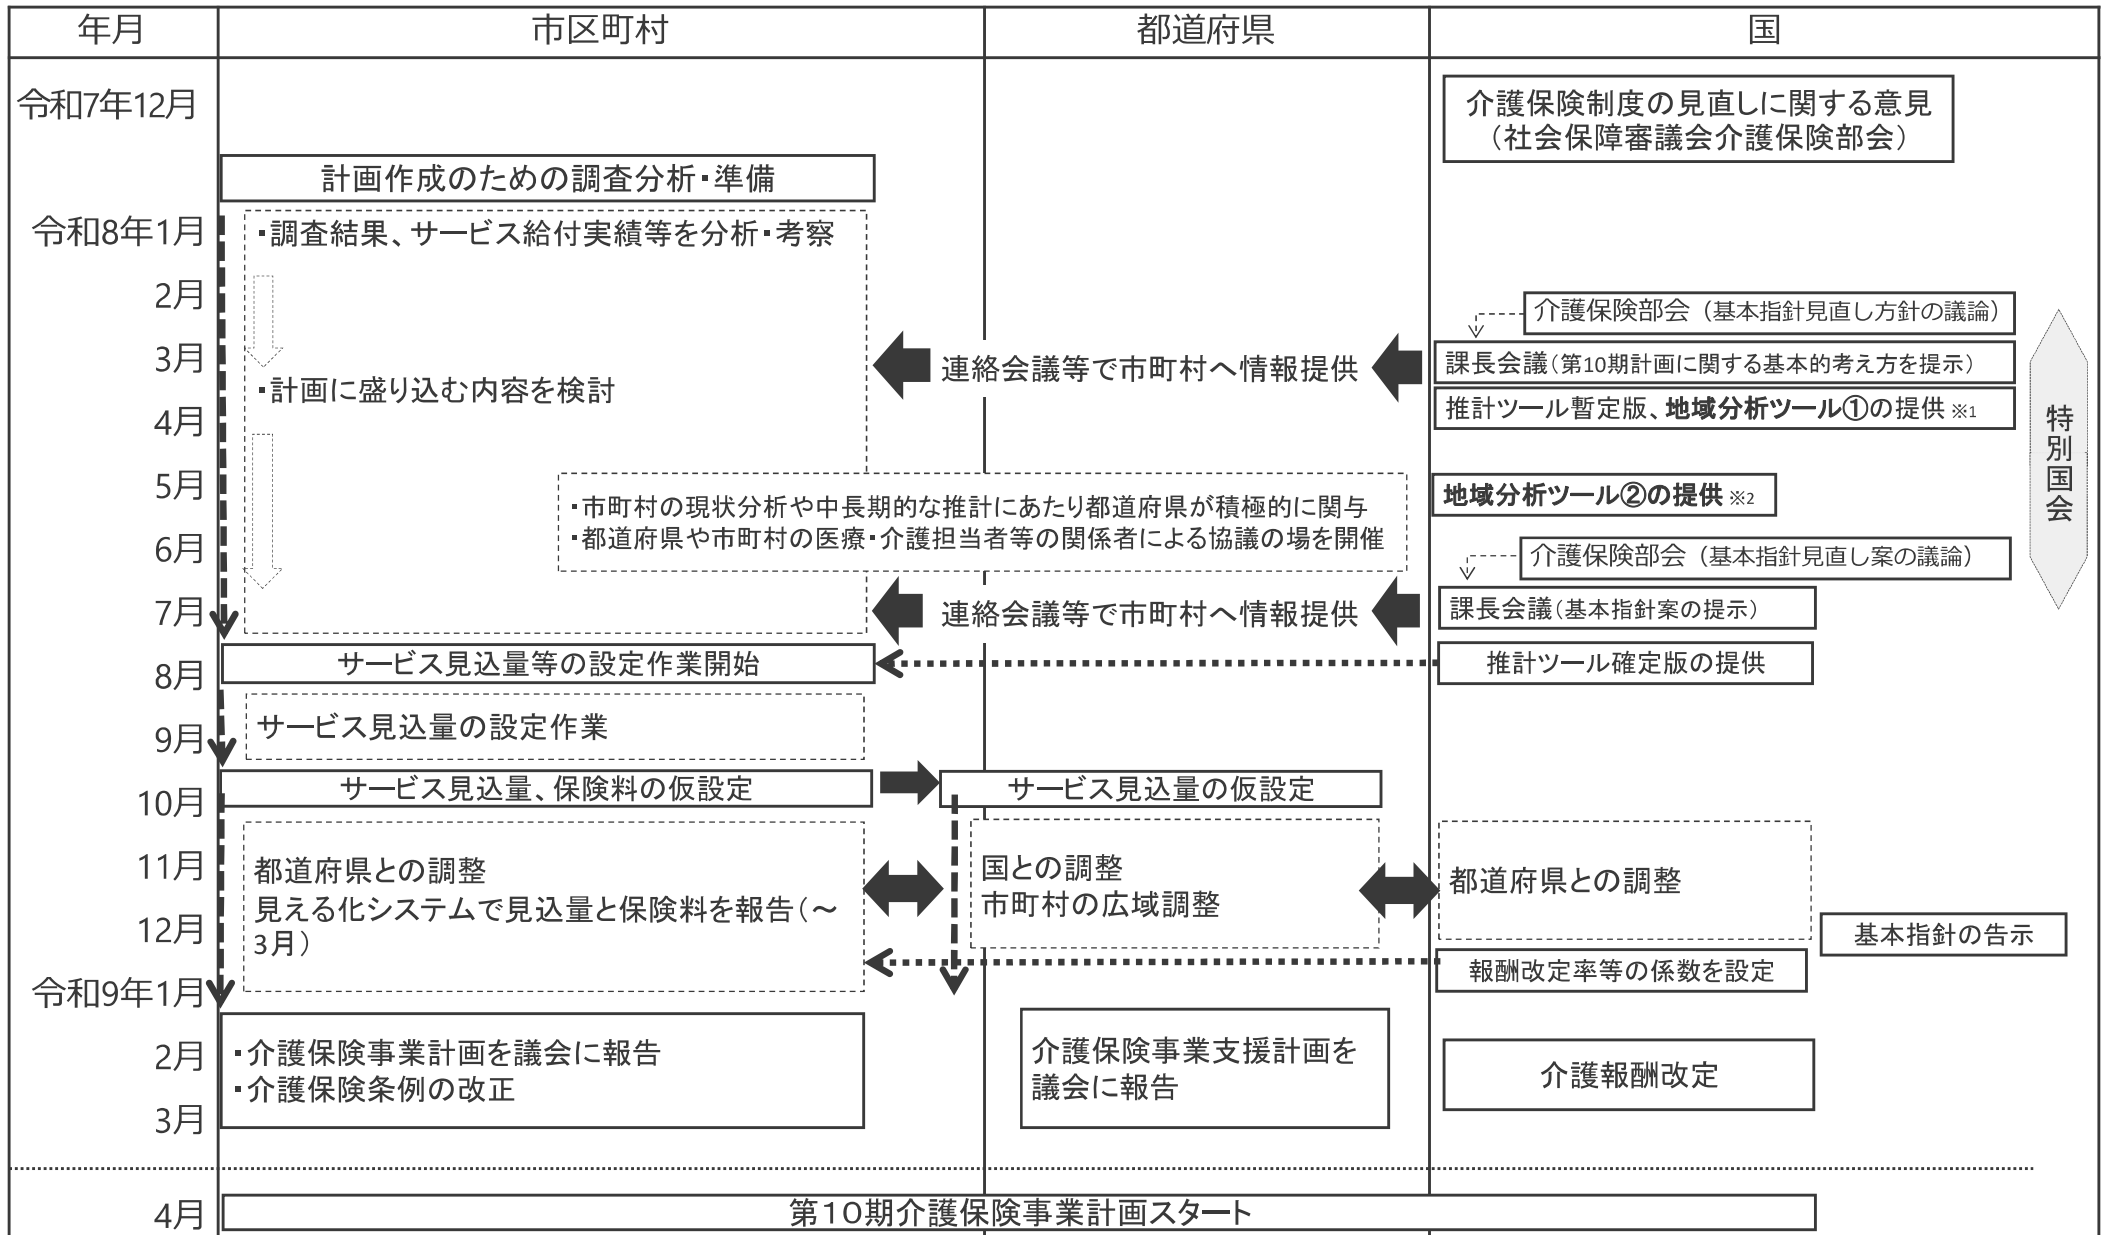 年月
市区町村
都道府県
国
令和7年12月
介護保険制度の見直しに関する意見
（社会保障審議会介護保険部会）
計画作成のための調査分析・準備
令和8年1月
・調査結果、サービス給付実績等を分析・考察
2月
介護保険部会（基本指針見直し方針の議論）
3月
連絡会議等で市町村へ情報提供
課長会議（第10期計画に関する基本的考え方を提示）
・計画に盛り込む内容を検討
4月
推計ツール暫定版、地域分析ツール①の提供 ※1
特別国会
5月
・市町村の現状分析や中長期的な推計にあたり都道府県が積極的に関与
・都道府県や市町村の医療・介護担当者等の関係者による協議の場を開催
地域分析ツール②の提供 ※2
6月
介護保険部会（基本指針見直し案の議論）
7月
連絡会議等で市町村へ情報提供
課長会議（基本指針案の提示）
8月
サービス見込量等の設定作業開始
推計ツール確定版の提供
サービス見込量の設定作業
9月
10月
サービス見込量、保険料の仮設定
サービス見込量の仮設定
11月
都道府県との調整
見える化システムで見込量と保険料を報告（～
3月）
国との調整
市町村の広域調整
都道府県との調整
12月
基本指針の告示
報酬改定率等の係数を設定
令和9年1月
2月
・介護保険事業計画を議会に報告
・介護保険条例の改正
介護保険事業支援計画を
議会に報告
介護報酬改定
3月
4月
第１０期介護保険事業計画スタート